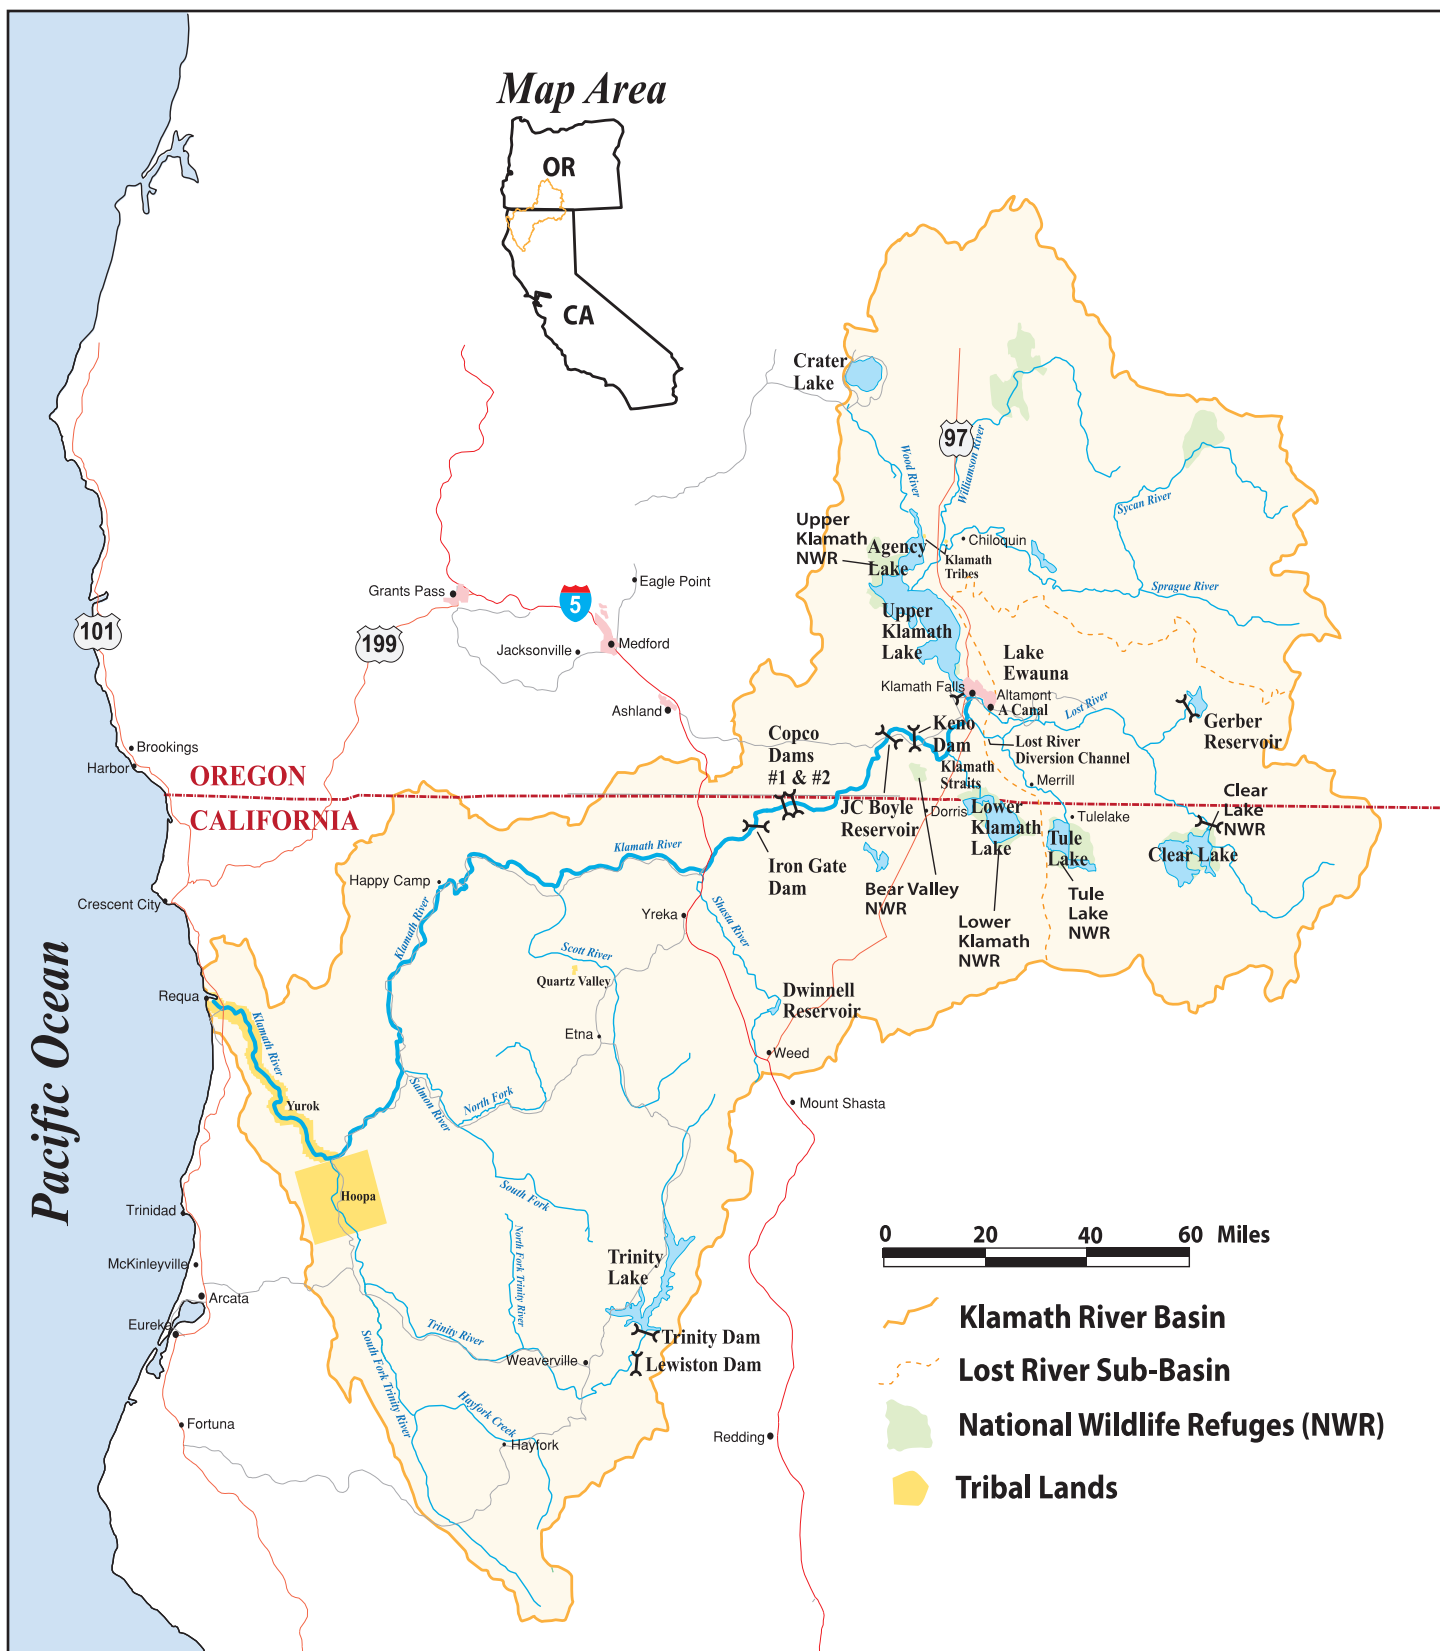 Map Area
OR
CA
Crater
Lake
97
Wood River
Williamson River
Sycan River
Upper
Klamath
NWR
Agency
Lake
Chiloquin
Klamath
Tribes
Sprague River
Eagle Point
Grants Pass
5
101
199
Medford
Jacksonville
Upper
Klamath
Lake
Lake
Ewauna
Klamath Falls
Altamont
A Canal
Lost River
Ashland
Gerber
Reservoir
Copco
Dams
#1 & #2
Keno
Dam
Lost River
Diversion Channel
Brookings
Harbor
Klamath
Straits
Merrill
OREGON
CALIFORNIA
JC Boyle
Reservoir
Dorris
Lower
Klamath
Lake
Tulelake
Clear
Lake
NWR
Tule
Lake
Clear Lake
Klamath River
Iron Gate
Dam
Happy Camp
Bear Valley
NWR
Tule
Lake
NWR
Crescent City
Klamath River
Yreka
Shasta River
Lower
Klamath
NWR
Scott River
Quartz Valley
Requa
Dwinnell
Reservoir
Klamath River
Etna
Weed
Pacific Ocean
Salmon River
North Fork
Yurok
Mount Shasta
Hoopa
South Fork
Trinidad
North Fork Trinity River
0 20 40 60 Miles
McKinleyville
Trinity
Lake
Arcata
Eureka
Klamath River Basin
Trinity River
South Fork Trinity River
Trinity Dam
Weaverville
Lewiston Dam
Lost River Sub-Basin
Hayfork Creek
Fortuna
National Wildlife Refuges (NWR)
Redding
Hayfork
Tribal Lands